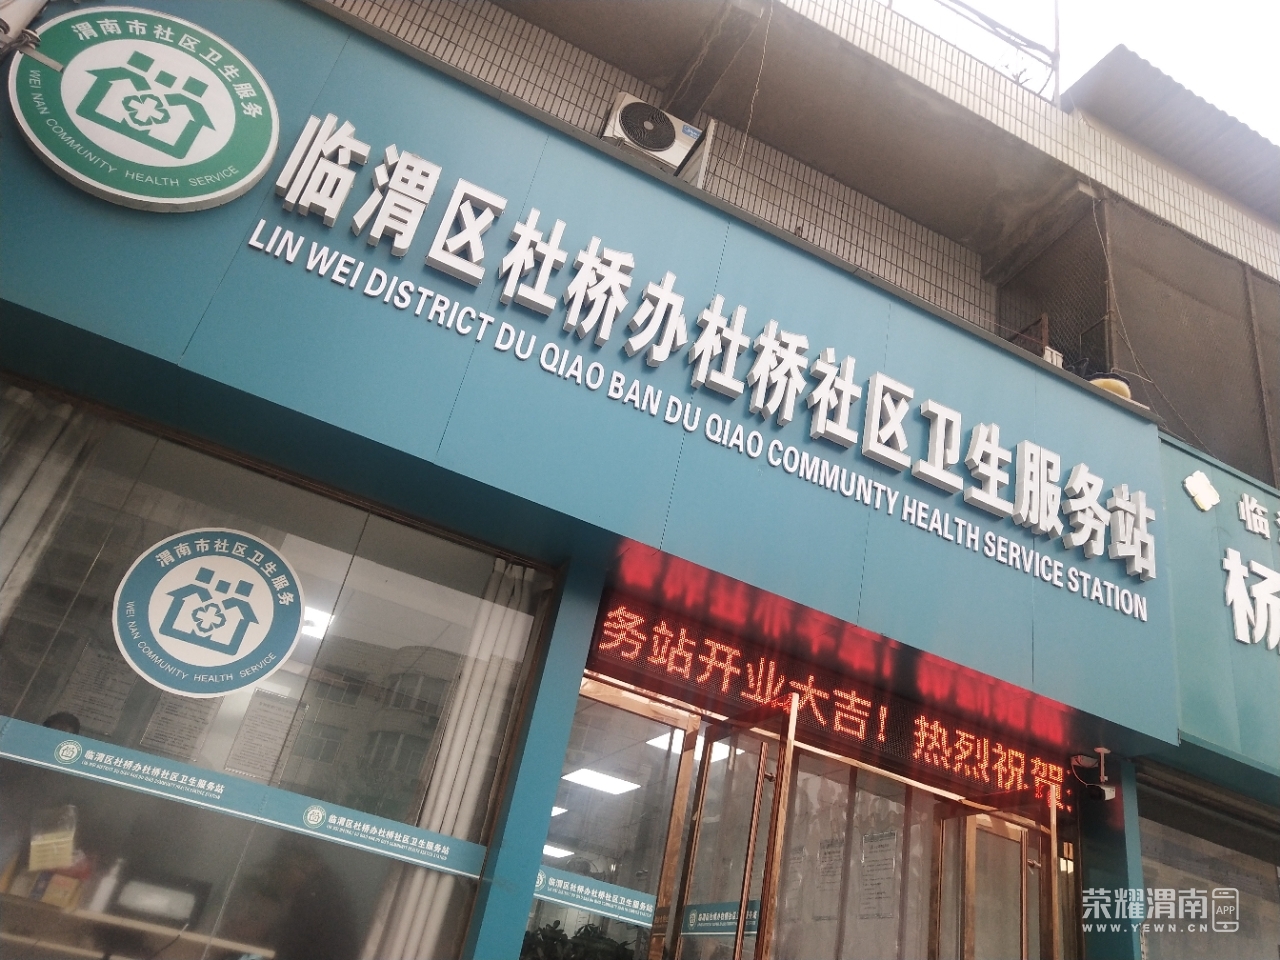 渭南市社区卫生服务
WEI NAN COMMUNITY HEALTH SERVICE
临渭区杜桥办杜桥社区卫生服务站
LIN WEI DISTRICT DU QIAO BAN DU QIAO COMMUNTY HEALTH SERVICE STATION
临
杨
渭南市社区卫生服务
WEI NAN COMMUNITY HEALTH SERVICE
务站开业大吉！热烈祝贺
临渭区杜桥办杜桥社区卫生服务站
临渭区杜桥办杜桥社区卫生服务站
临渭区杜桥办杜桥社区卫生服务站
荣耀渭南 APP
WWW.YEWN.CN